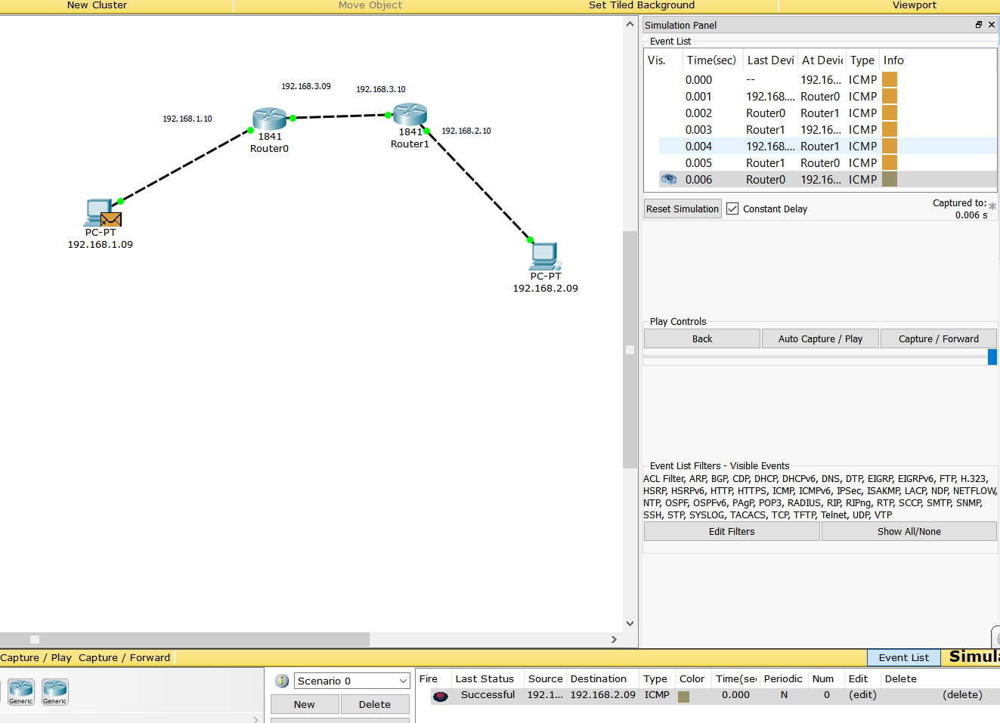 New Cluster Move Object Set Tiled Background Viewport
192.168.3.09 192.168.3.10
192.168.1.10
1841
Router0
1841
Router1
192.168.2.10
PC-PT
192.168.1.09
PC-PT
192.168.2.09
Simulation Panel
Event List
Vis. Time(sec) Last Devi At Devic Type Info
0.000 -- 192.16... ICMP
0.001 192.168.... Router0 ICMP
0.002 Router0 Router1 ICMP
0.003 Router1 192.16... ICMP
0.004 192.168.... Router1 ICMP
0.005 Router1 Router0 ICMP
0.006 Router0 192.16... ICMP
Reset Simulation Constant Delay Captured to: *
0.006 s
Play Controls
Back Auto Capture / Play Capture / Forward
Event List Filters - Visible Events
ACL Filter, ARP, BGP, CDP, DHCP, DHCPv6, DNS, DTP, EIGRP, EIGRPv6, FTP, H.323,
HSRP, HSRPv6, HTTP, HTTPS, ICMP, ICMPv6, IPSec, ISAKMP, LACP, NDP, NETFLOW,
NTP, OSPF, OSPFv6, PAgP, POP3, RADIUS, RIP, RIPng, RTP, SCCP, SMTP, SNMP,
SSH, STP, SYSLOG, TACACS, TCP, TFTP, Telnet, UDP, VTP
Edit Filters Show All/None
Capture / Play Capture / Forward Event List Simula
Generic Generic
Scenario 0
New Delete
Fire Last Status Source Destination Type Color Time(sec Periodic Num Edit Delete
Successful 192.1... 192.168.2.09 ICMP 0.000 N 0 (edit) (delete)